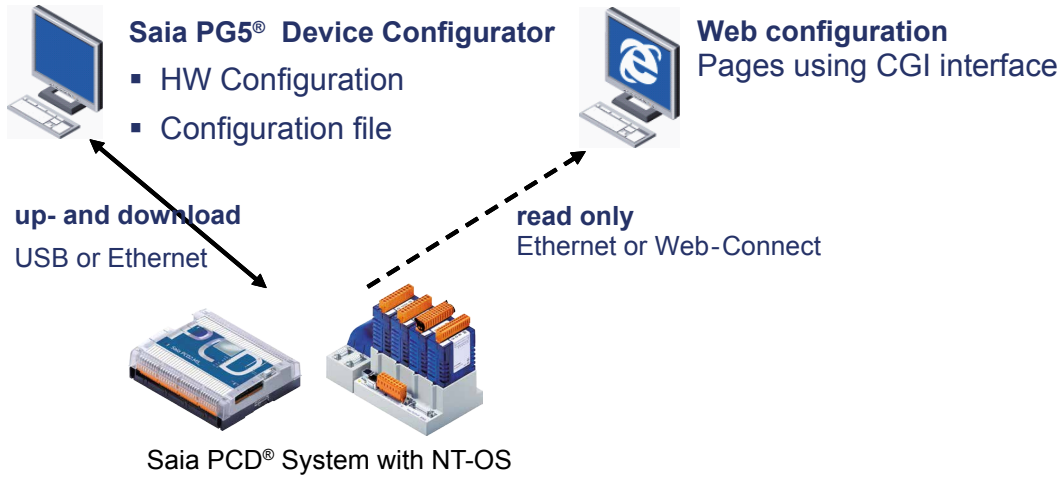 Saia PG5® Device Configurator
▪ HW Configuration
▪ Configuration file
Web configuration
Pages using CGI interface
up- and download
USB or Ethernet
read only
Ethernet or Web-Connect
PCD
Saia PCD® System with NT-OS